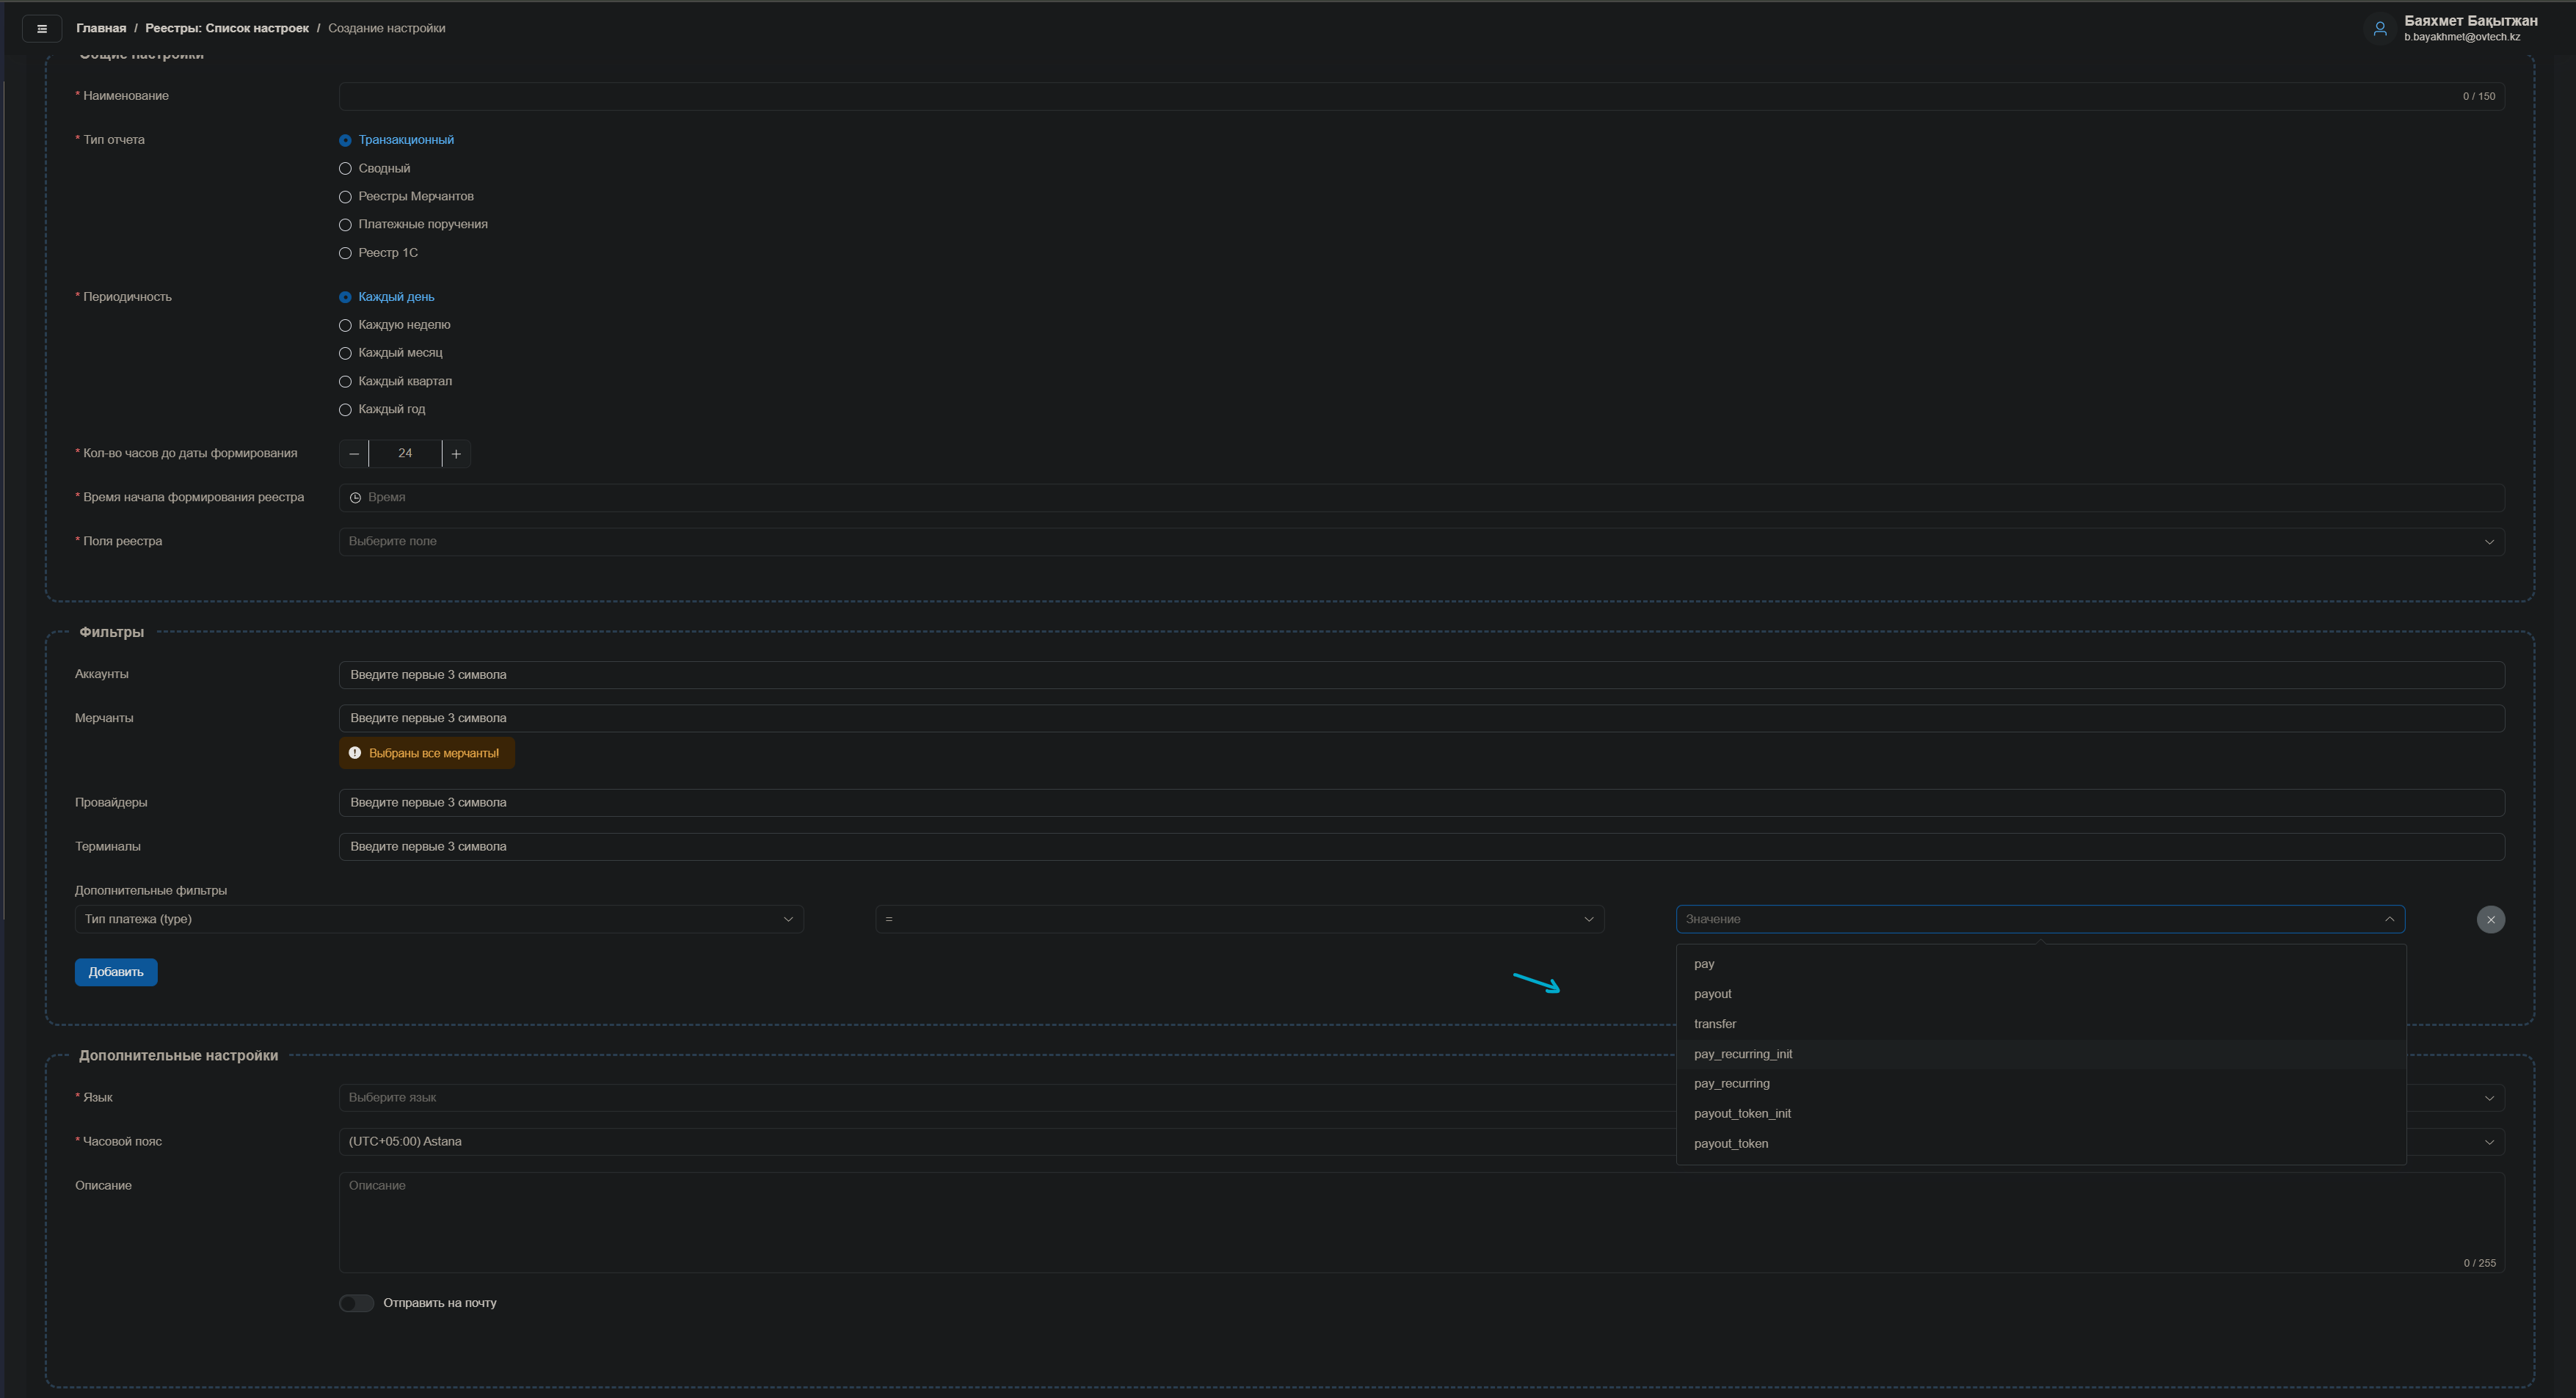 Главная / Реестры: Список настроек / Создание настройки
Баяхмет Бақытжан
b.bayakhmet@ovtech.kz
Общие настройки
* Наименование
0 / 150
* Тип отчета
Транзакционный
Сводный
Реестры Мерчантов
Платежные поручения
Реестр 1С
* Периодичность
Каждый день
Каждую неделю
Каждый месяц
Каждый квартал
Каждый год
* Кол-во часов до даты формирования
24
* Время начала формирования реестра
Время
* Поля реестра
Выберите поле
Фильтры
Аккаунты
Введите первые 3 символа
Мерчанты
Введите первые 3 символа
Выбраны все мерчанты!
Провайдеры
Введите первые 3 символа
Терминалы
Введите первые 3 символа
Дополнительные фильтры
Тип платежа (type)
=
Значение
pay
payout
transfer
pay_recurring_init
pay_recurring
payout_token_init
payout_token
Добавить
Дополнительные настройки
* Язык
Выберите язык
* Часовой пояс
(UTC+05:00) Astana
Описание
Описание
0 / 255
Отправить на почту